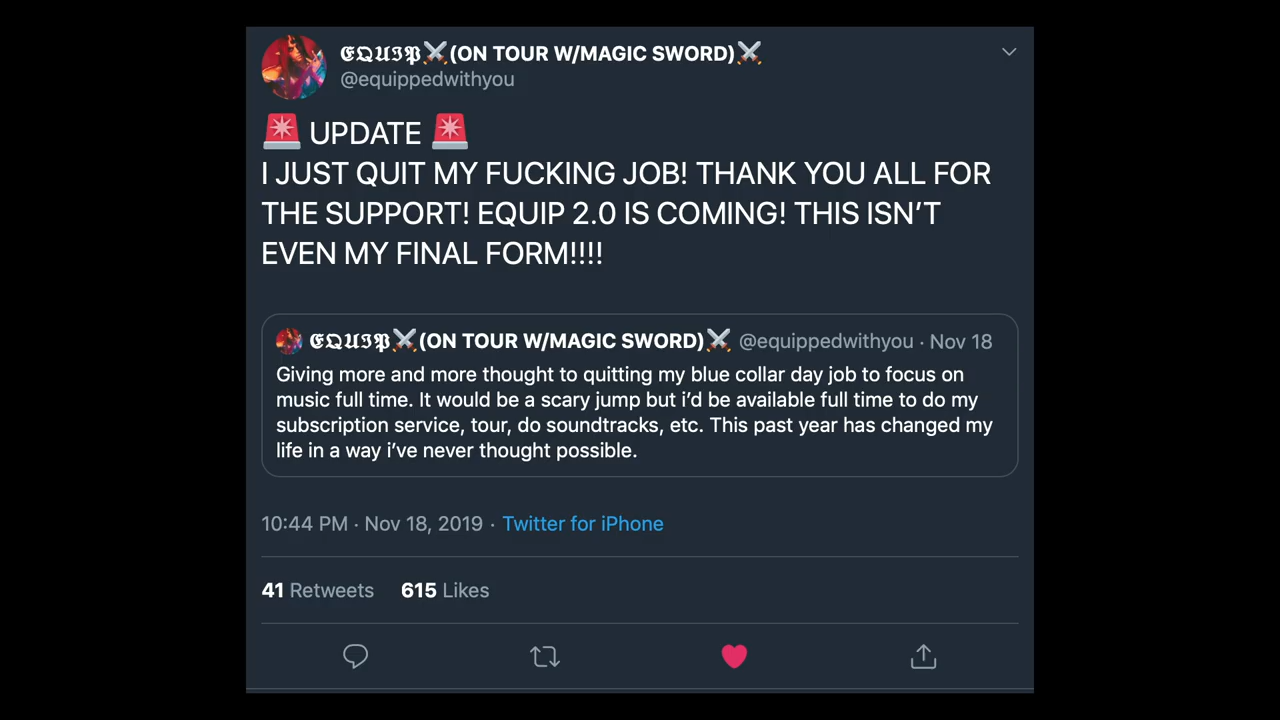 𝕰𝕼𝖀𝕴𝕻⚔️(ON TOUR W/MAGIC SWORD)⚔️
@equippedwithyou
🚨 UPDATE 🚨
I JUST QUIT MY FUCKING JOB! THANK YOU ALL FOR
THE SUPPORT! EQUIP 2.0 IS COMING! THIS ISN’T
EVEN MY FINAL FORM!!!!
𝕰𝕼𝖀𝕴𝕻⚔️(ON TOUR W/MAGIC SWORD)⚔️ @equippedwithyou · Nov 18
Giving more and more thought to quitting my blue collar day job to focus on
music full time. It would be a scary jump but i’d be available full time to do my
subscription service, tour, do soundtracks, etc. This past year has changed my
life in a way i’ve never thought possible.
10:44 PM · Nov 18, 2019 · Twitter for iPhone
41 Retweets 615 Likes